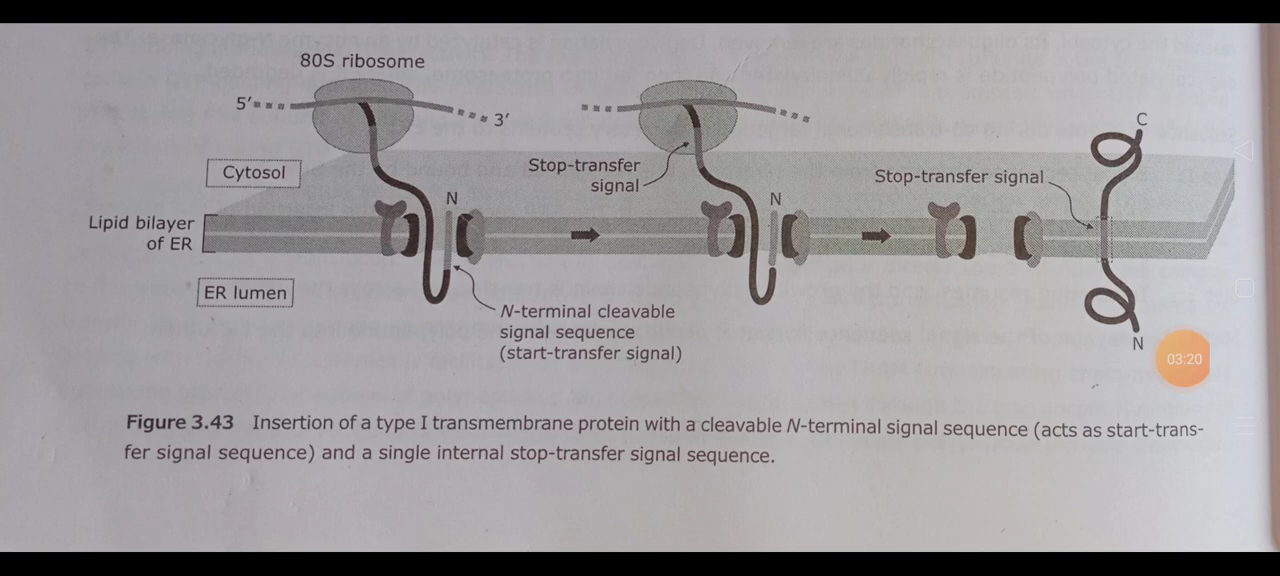 80S ribosome
5′
3′
Cytosol
Lipid bilayer
of ER
ER lumen
N
N-terminal cleavable
signal sequence
(start-transfer signal)
Stop-transfer
signal
N
Stop-transfer signal
C
N
03:20
Figure 3.43 Insertion of a type I transmembrane protein with a cleavable N-terminal signal sequence (acts as start-trans-
fer signal sequence) and a single internal stop-transfer signal sequence.